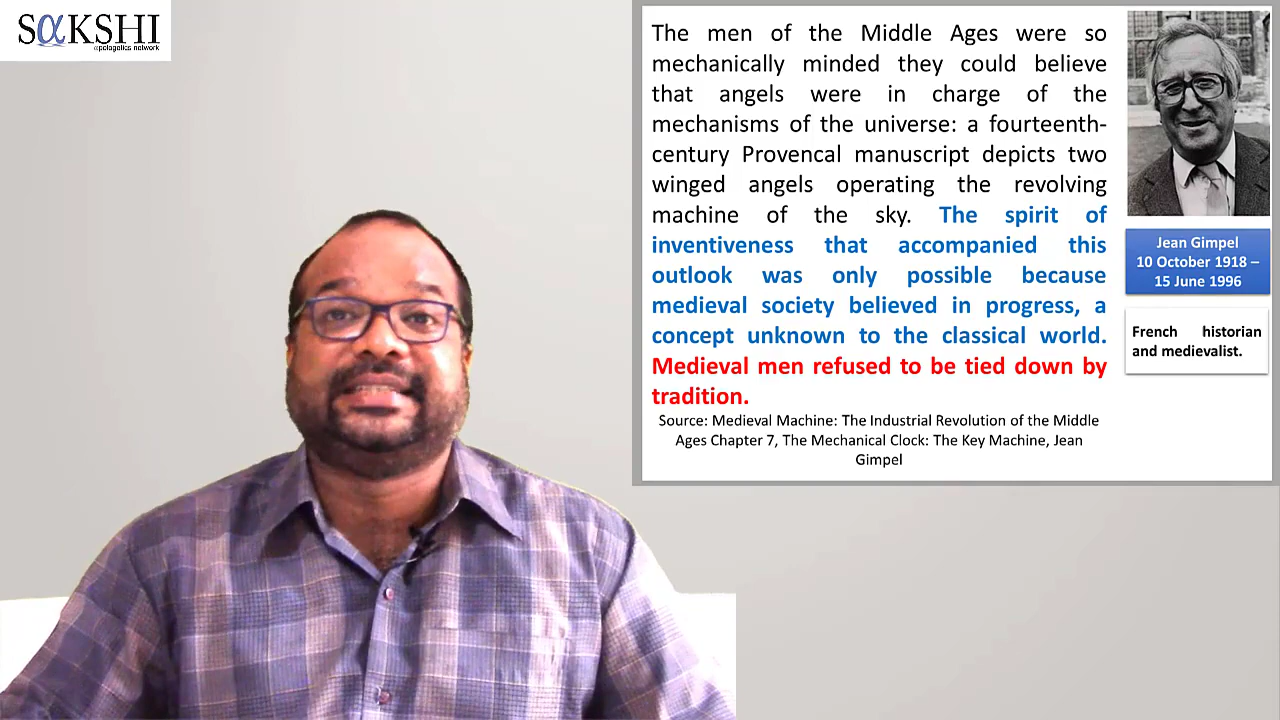 SαKSHI
αpologetics network
The men of the Middle Ages were so
mechanically minded they could believe
that angels were in charge of the
mechanisms of the universe: a fourteenth-
century Provencal manuscript depicts two
winged angels operating the revolving
machine of the sky. The spirit of
inventiveness that accompanied this
outlook was only possible because
medieval society believed in progress, a
concept unknown to the classical world.
Medieval men refused to be tied down by
tradition.
Source: Medieval Machine: The Industrial Revolution of the Middle
Ages Chapter 7, The Mechanical Clock: The Key Machine, Jean
Gimpel
Jean Gimpel
10 October 1918 –
15 June 1996
French historian
and medievalist.